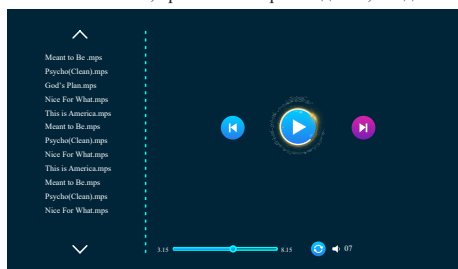 Meant to Be .mps
Psycho(Clean).mps
God's Plan.mps
Nice For What.mps
This is America.mps
Meant to Be.mps
Psycho(Clean).mps
Nice For What.mps
This is America.mps
Meant to Be.mps
Psycho(Clean).mps
Nice For What.mps
3.15 8.15 07